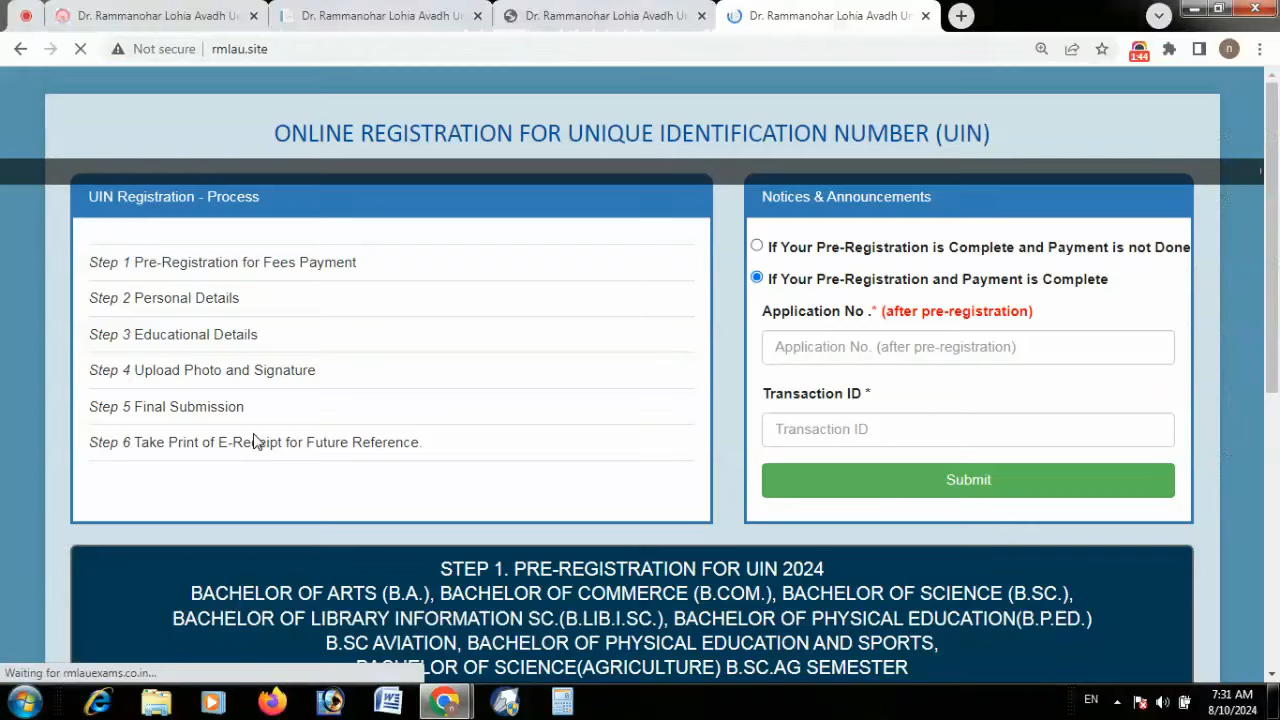 Dr. Rammanohar Lohia Avadh Un
Dr. Rammanohar Lohia Avadh Un
Dr. Rammanohar Lohia Avadh Un
Dr. Rammanohar Lohia Avadh Un
Not secure
rmlau.site
1:44
n
ONLINE REGISTRATION FOR UNIQUE IDENTIFICATION NUMBER (UIN)
UIN Registration - Process
Step 1 Pre-Registration for Fees Payment
Step 2 Personal Details
Step 3 Educational Details
Step 4 Upload Photo and Signature
Step 5 Final Submission
Step 6 Take Print of E-Receipt for Future Reference.
Notices & Announcements
If Your Pre-Registration is Complete and Payment is not Done
If Your Pre-Registration and Payment is Complete
Application No .* (after pre-registration)
Application No. (after pre-registration)
Transaction ID *
Transaction ID
Submit
STEP 1. PRE-REGISTRATION FOR UIN 2024
BACHELOR OF ARTS (B.A.), BACHELOR OF COMMERCE (B.COM.), BACHELOR OF SCIENCE (B.SC.),
BACHELOR OF LIBRARY INFORMATION SC.(B.LIB.I.SC.), BACHELOR OF PHYSICAL EDUCATION(B.P.ED.)
B.SC AVIATION, BACHELOR OF PHYSICAL EDUCATION AND SPORTS,
BACHELOR OF SCIENCE(AGRICULTURE) B.SC.AG SEMESTER
Waiting for rmlauexams.co.in...
EN
7:31 AM
8/10/2024